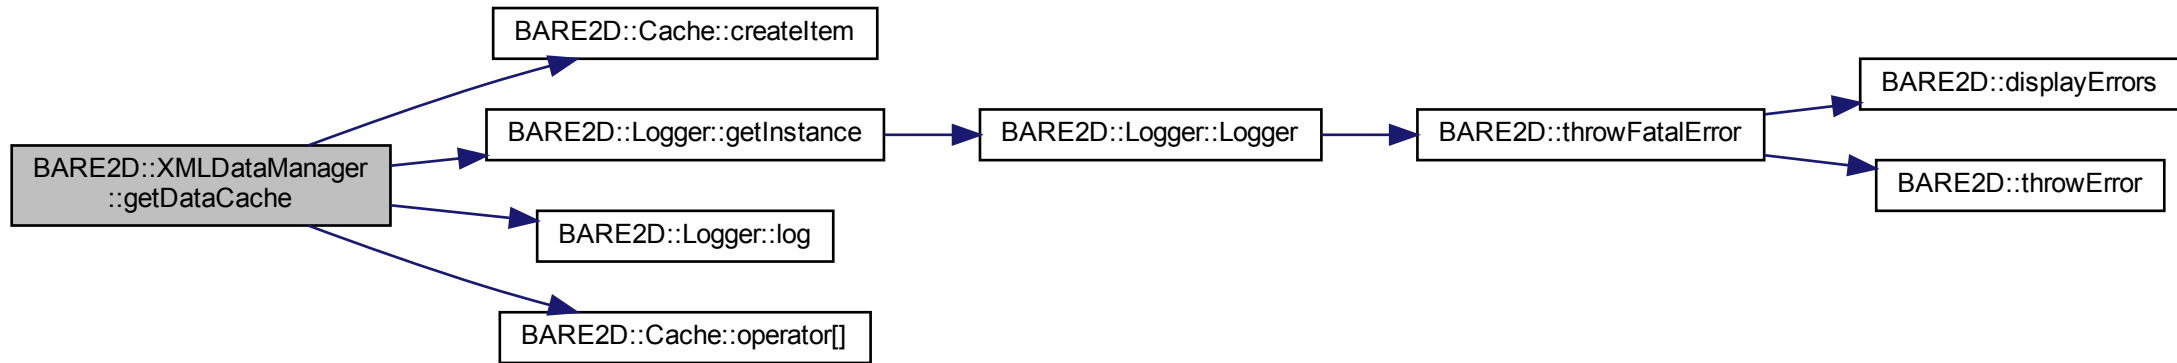 BARE2D::XMLDataManager
::getDataCache
BARE2D::Cache::createItem
BARE2D::Logger::getInstance
BARE2D::Logger::log
BARE2D::Cache::operator[]
BARE2D::Logger::Logger
BARE2D::throwFatalError
BARE2D::displayErrors
BARE2D::throwError